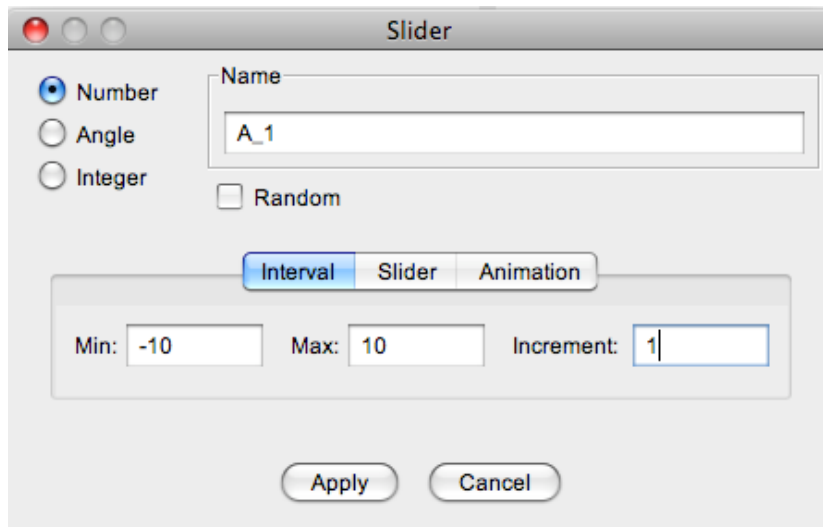 Slider
Number
Angle
Integer
Name
A_1
Random
Interval Slider Animation
Min: -10 Max: 10 Increment: 1
Apply Cancel